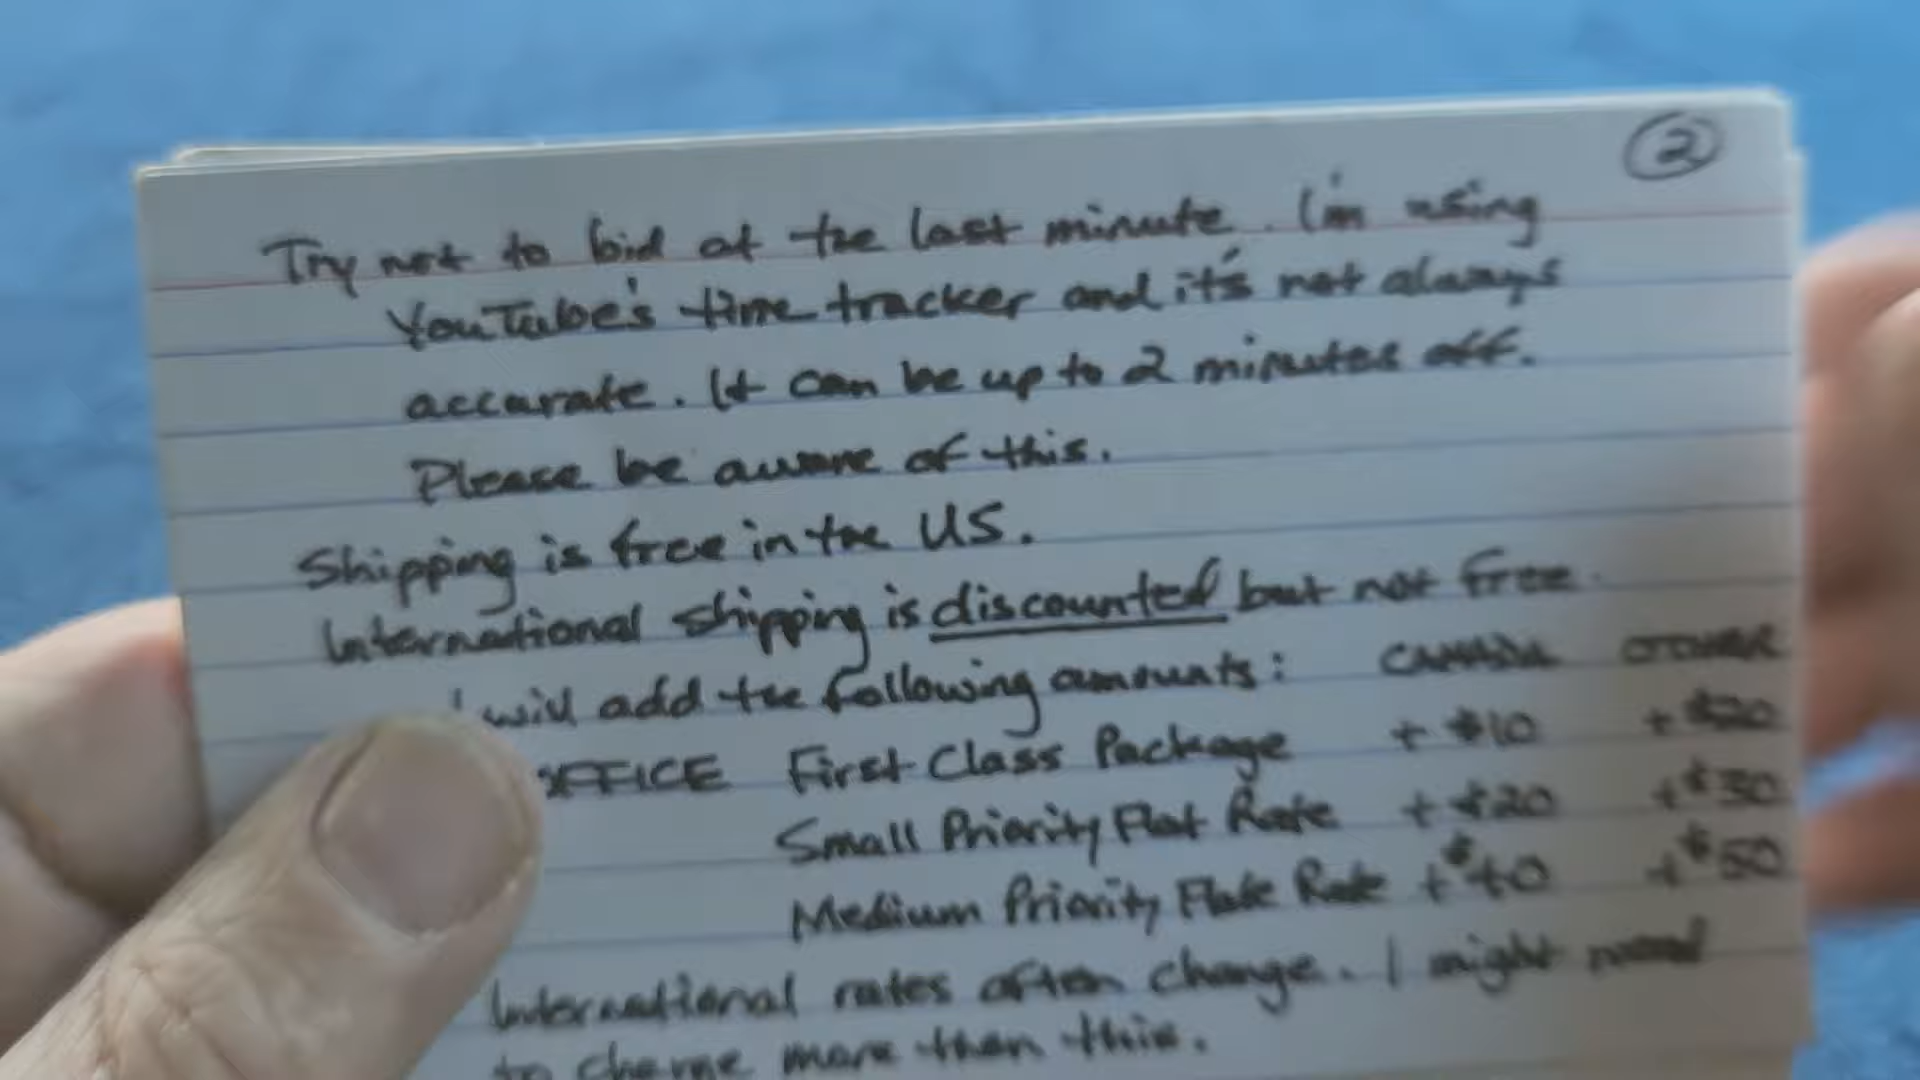 2
Try not to bid at the last minute. I'm using
YouTube's time tracker and it's not always
accurate. It can be up to 2 minutes off.
Please be aware of this.
Shipping is free in the US.
International shipping is discounted but not free.
I will add the following amounts: CANADA OTHER
OFFICE First Class Package +$10 +$20
Small Priority Flat Rate +$20 +$30
Medium Priority Flat Rate +$40 +$50
International rates often change. I might need
to charge more than this.